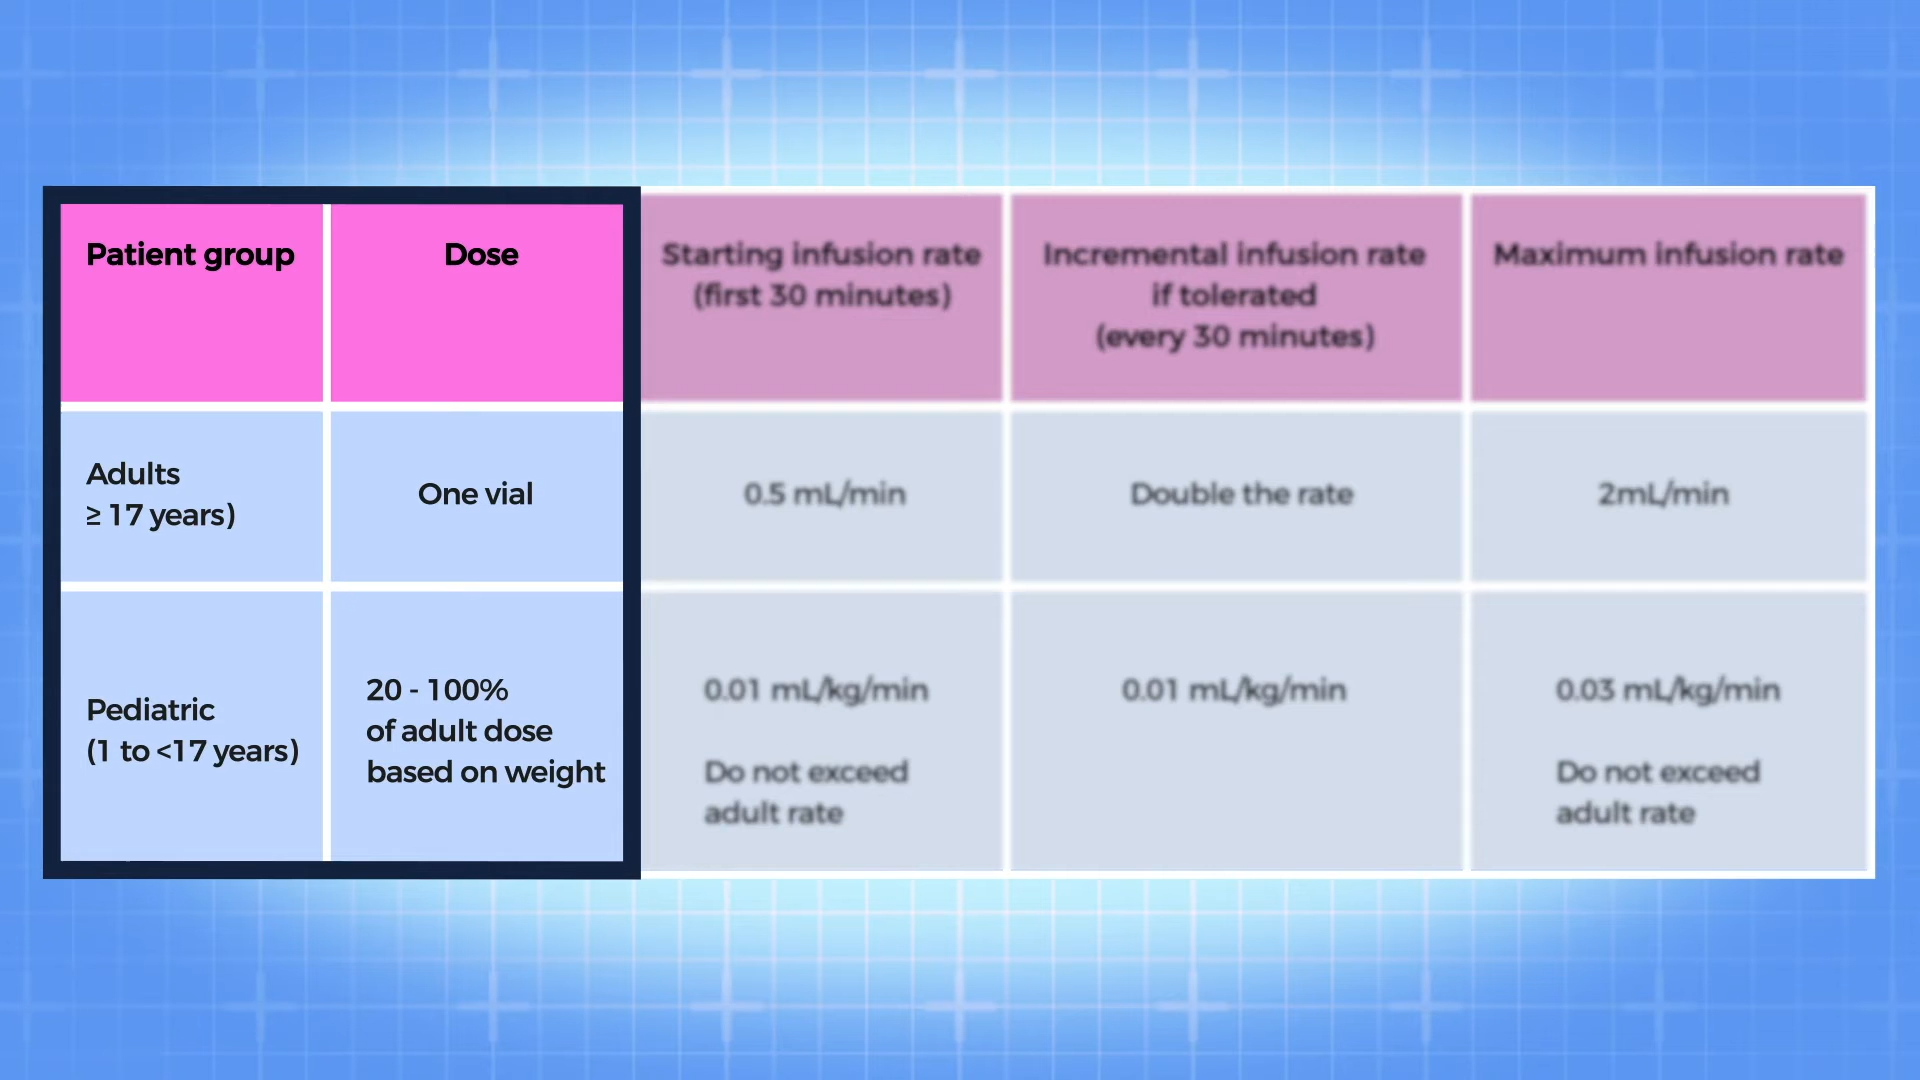 Patient group
Dose
Starting infusion rate
(first 30 minutes)
Incremental infusion rate
if tolerated
(every 30 minutes)
Maximum infusion rate
Adults
≥ 17 years)
One vial
0.5 mL/min
Double the rate
2mL/min
Pediatric
(1 to <17 years)
20 - 100%
of adult dose
based on weight
0.01 mL/kg/min
Do not exceed
adult rate
0.01 mL/kg/min
0.03 mL/kg/min
Do not exceed
adult rate